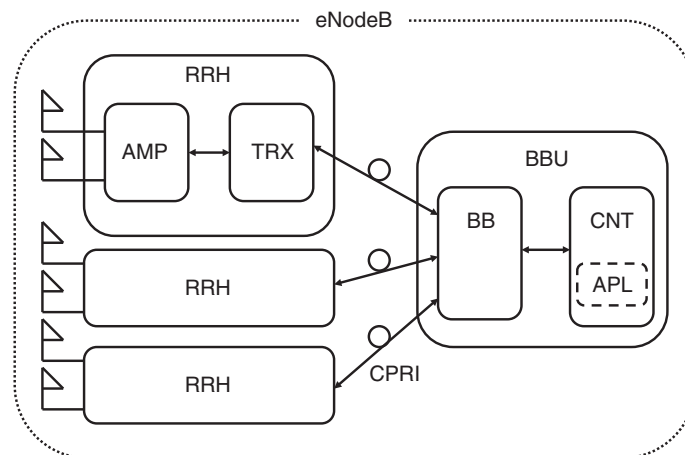 eNodeB
RRH
AMP
TRX
BBU
BB
CNT
APL
RRH
RRH
CPRI